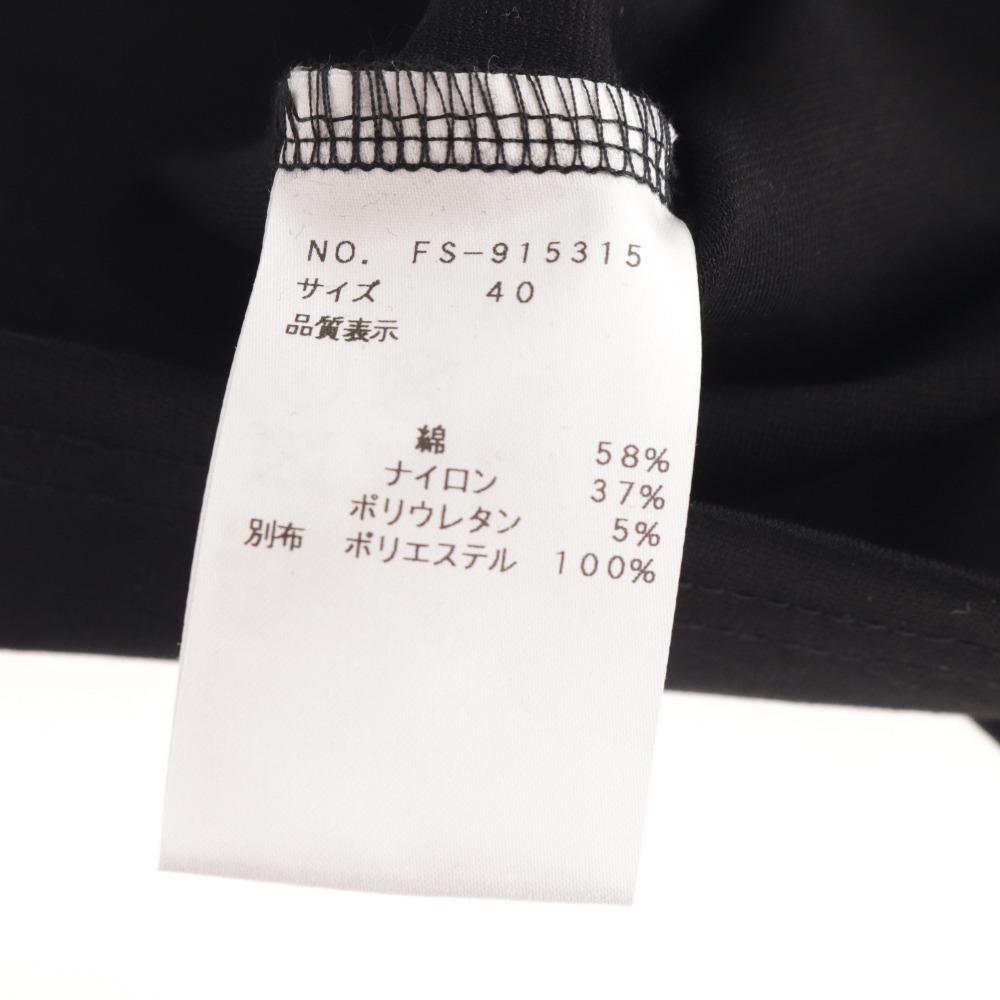 NO. FS-915315
サイズ 40
品質表示
綿 58%
ナイロン 37%
ポリウレタン 5%
別布 ポリエステル 100%